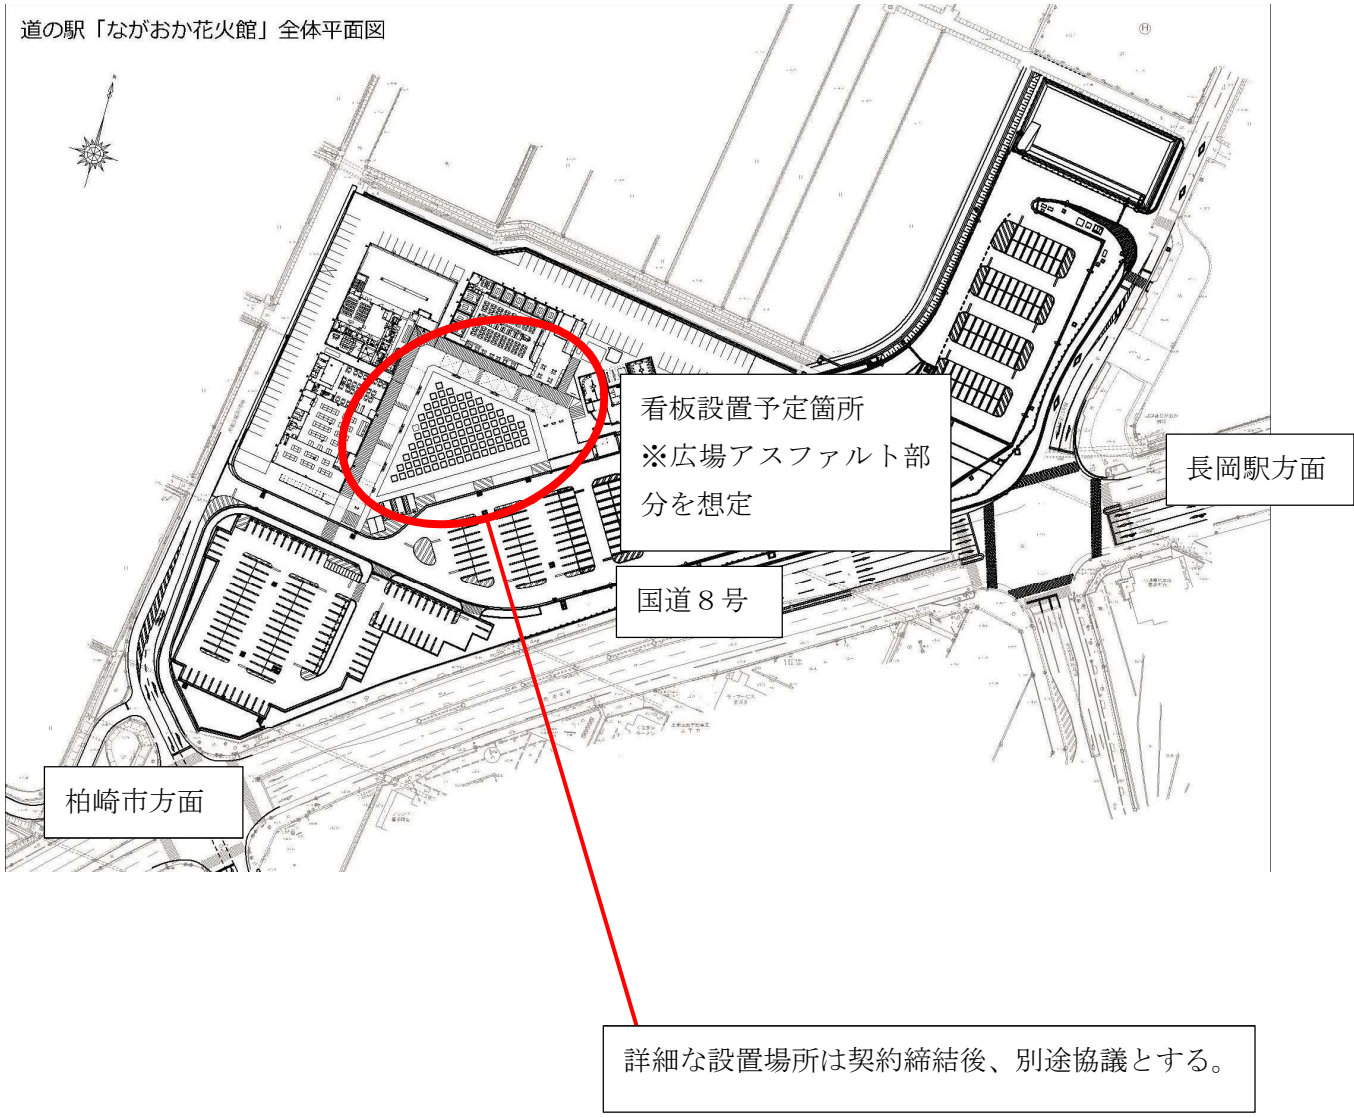 道の駅「ながおか花火館」全体平面図
看板設置予定箇所
※広場アスファルト部
分を想定
長岡駅方面
国道８号
柏崎市方面
詳細な設置場所は契約締結後、別途協議とする。